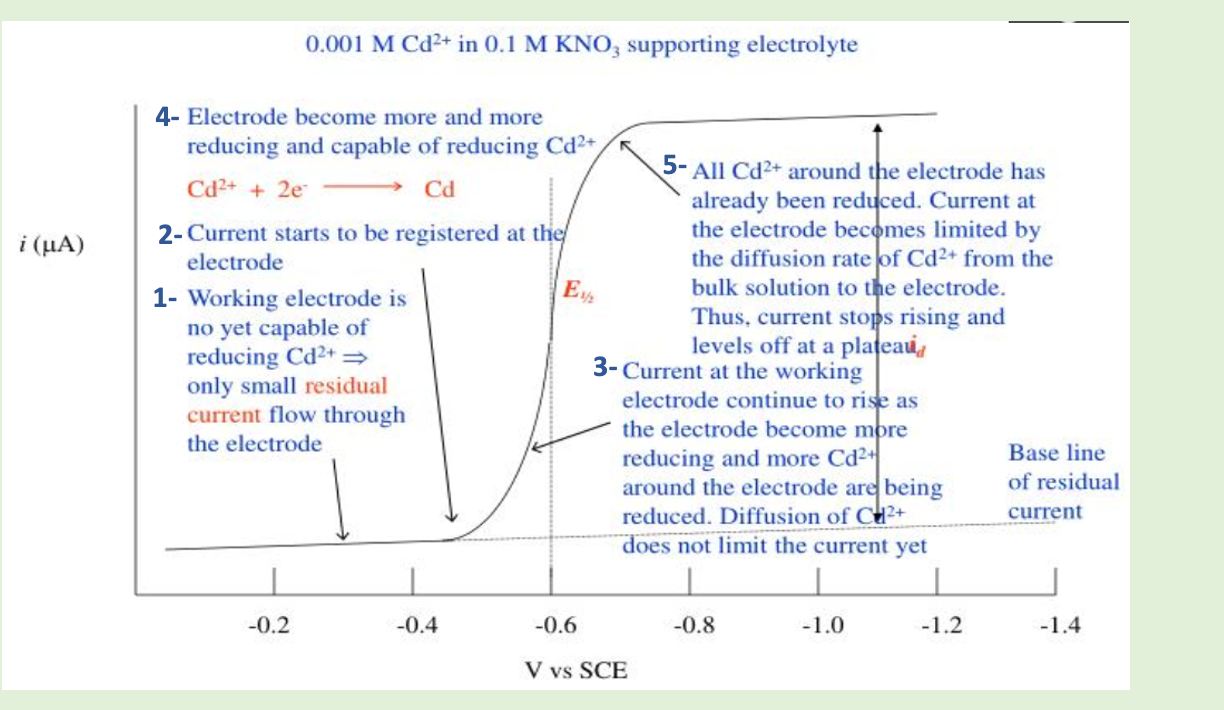 0.001 M Cd²⁺ in 0.1 M KNO₃ supporting electrolyte
4- Electrode become more and more
reducing and capable of reducing Cd²⁺
Cd²⁺ + 2e⁻ ⟶ Cd
2- Current starts to be registered at the
electrode
1- Working electrode is
no yet capable of
reducing Cd²⁺ ⇒
only small residual
current flow through
the electrode
i (µA)
E½
5- All Cd²⁺ around the electrode has
already been reduced. Current at
the electrode becomes limited by
the diffusion rate of Cd²⁺ from the
bulk solution to the electrode.
Thus, current stops rising and
levels off at a plateau
i_d
3- Current at the working
electrode continue to rise as
the electrode become more
reducing and more Cd²⁺
around the electrode are being
reduced. Diffusion of Cd²⁺
does not limit the current yet
Base line
of residual
current
-0.2 -0.4 -0.6 -0.8 -1.0 -1.2 -1.4
V vs SCE